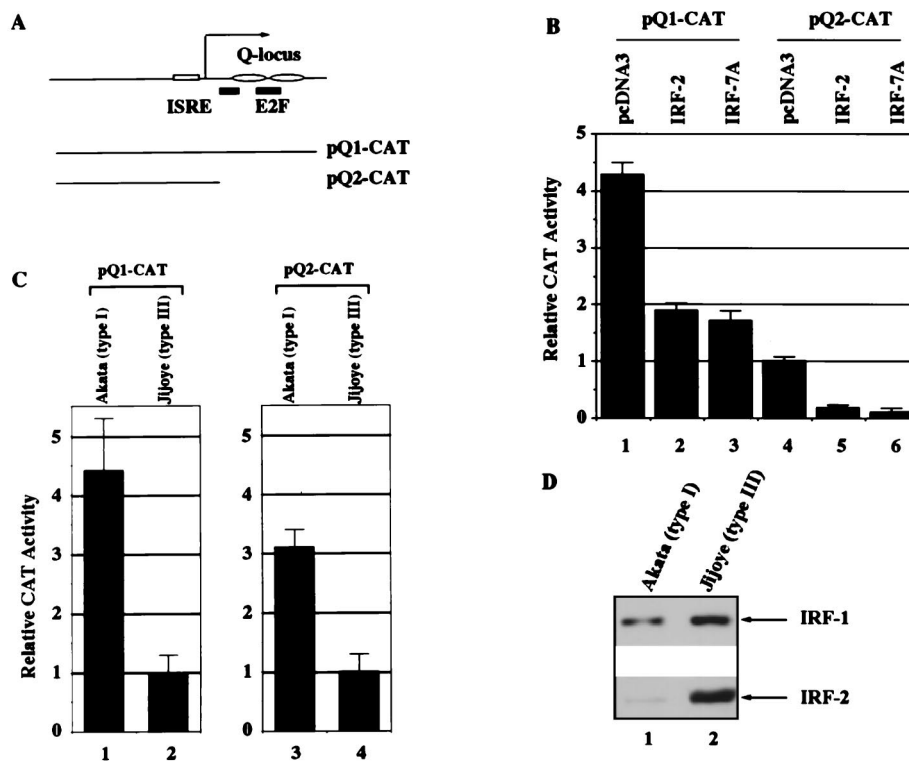 A
Q-locus
ISRE
E2F
pQ1-CAT
pQ2-CAT
B
pQ1-CAT
pQ2-CAT
pcDNA3
IRF-2
IRF-7A
pcDNA3
IRF-2
IRF-7A
Relative CAT Activity
5
4
3
2
1
0
1 2 3 4 5 6
C
pQ1-CAT
pQ2-CAT
Akata (type I)
Jijoye (type III)
Akata (type I)
Jijoye (type III)
Relative CAT Activity
5
4
3
2
1
0
1 2
5
4
3
2
1
0
3 4
D
Akata (type I)
Jijoye (type III)
IRF-1
IRF-2
1 2